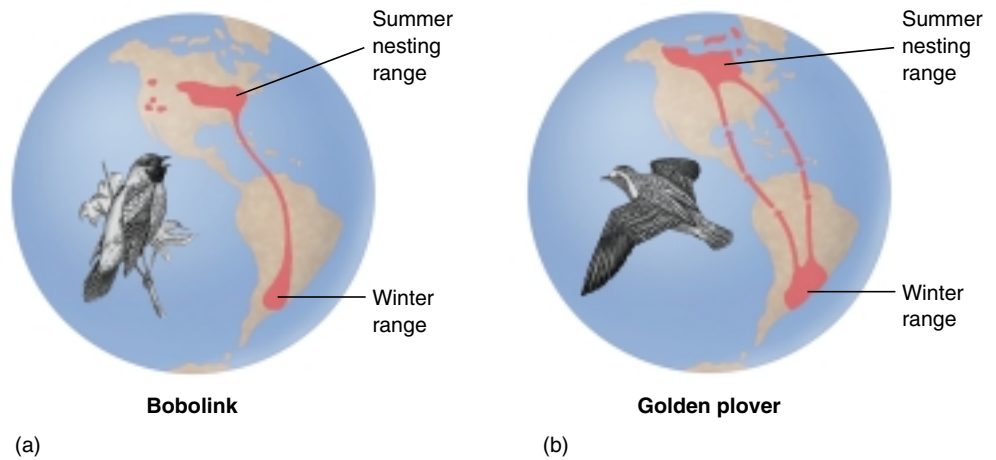 Summer
nesting
range
Winter
range
Bobolink
(a)
Summer
nesting
range
Winter
range
Golden plover
(b)